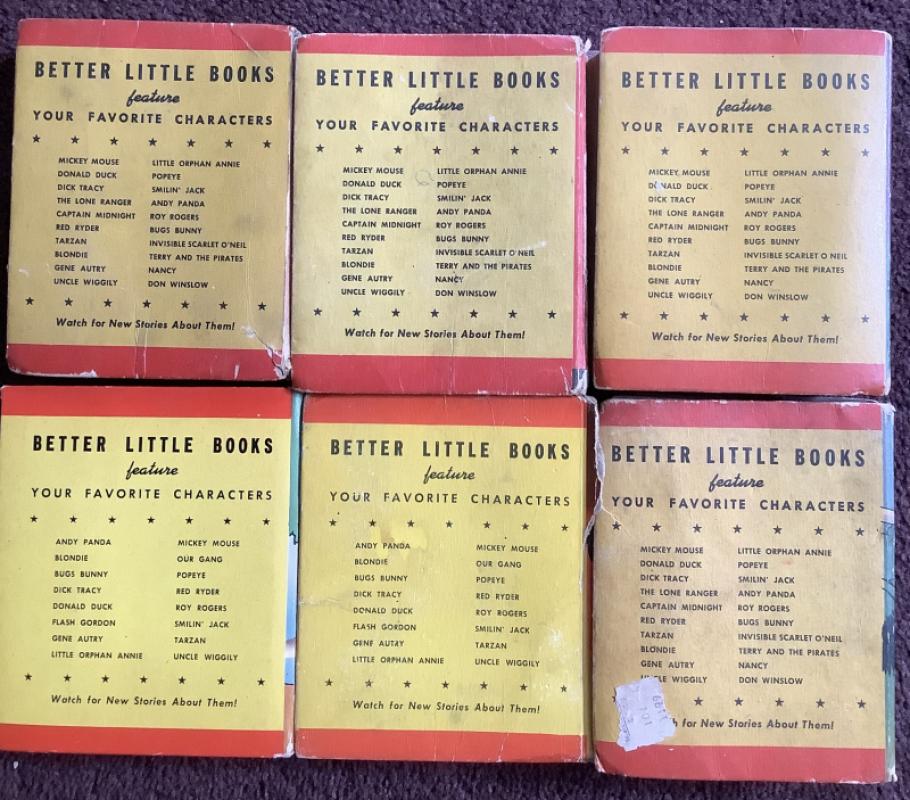 BETTER LITTLE BOOKS
feature
YOUR FAVORITE CHARACTERS
MICKEY MOUSE LITTLE ORPHAN ANNIE
DONALD DUCK POPEYE
DICK TRACY SMILIN' JACK
THE LONE RANGER ANDY PANDA
CAPTAIN MIDNIGHT ROY ROGERS
RED RYDER BUGS BUNNY
TARZAN INVISIBLE SCARLET O'NEIL
BLONDIE TERRY AND THE PIRATES
GENE AUTRY NANCY
UNCLE WIGGILY DON WINSLOW
Watch for New Stories About Them!
BETTER LITTLE BOOKS
feature
YOUR FAVORITE CHARACTERS
MICKEY MOUSE LITTLE ORPHAN ANNIE
DONALD DUCK POPEYE
DICK TRACY SMILIN' JACK
THE LONE RANGER ANDY PANDA
CAPTAIN MIDNIGHT ROY ROGERS
RED RYDER BUGS BUNNY
TARZAN INVISIBLE SCARLET O'NEIL
BLONDIE TERRY AND THE PIRATES
GENE AUTRY NANCY
UNCLE WIGGILY DON WINSLOW
Watch for New Stories About Them!
BETTER LITTLE BOOKS
feature
YOUR FAVORITE CHARACTERS
MICKEY MOUSE LITTLE ORPHAN ANNIE
DONALD DUCK POPEYE
DICK TRACY SMILIN' JACK
THE LONE RANGER ANDY PANDA
CAPTAIN MIDNIGHT ROY ROGERS
RED RYDER BUGS BUNNY
TARZAN INVISIBLE SCARLET O'NEIL
BLONDIE TERRY AND THE PIRATES
GENE AUTRY NANCY
UNCLE WIGGILY DON WINSLOW
Watch for New Stories About Them!
BETTER LITTLE BOOKS
feature
YOUR FAVORITE CHARACTERS
ANDY PANDA MICKEY MOUSE
BLONDIE OUR GANG
BUGS BUNNY POPEYE
DICK TRACY RED RYDER
DONALD DUCK ROY ROGERS
FLASH GORDON SMILIN' JACK
GENE AUTRY TARZAN
LITTLE ORPHAN ANNIE UNCLE WIGGILY
Watch for New Stories About Them!
BETTER LITTLE BOOKS
feature
YOUR FAVORITE CHARACTERS
ANDY PANDA MICKEY MOUSE
BLONDIE OUR GANG
BUGS BUNNY POPEYE
DICK TRACY RED RYDER
DONALD DUCK ROY ROGERS
FLASH GORDON SMILIN' JACK
GENE AUTRY TARZAN
LITTLE ORPHAN ANNIE UNCLE WIGGILY
Watch for New Stories About Them!
BETTER LITTLE BOOKS
feature
YOUR FAVORITE CHARACTERS
MICKEY MOUSE LITTLE ORPHAN ANNIE
DONALD DUCK POPEYE
DICK TRACY SMILIN' JACK
THE LONE RANGER ANDY PANDA
CAPTAIN MIDNIGHT ROY ROGERS
RED RYDER BUGS BUNNY
TARZAN INVISIBLE SCARLET O'NEIL
BLONDIE TERRY AND THE PIRATES
GENE AUTRY NANCY
WIGGILY DON WINSLOW
for New Stories About Them!